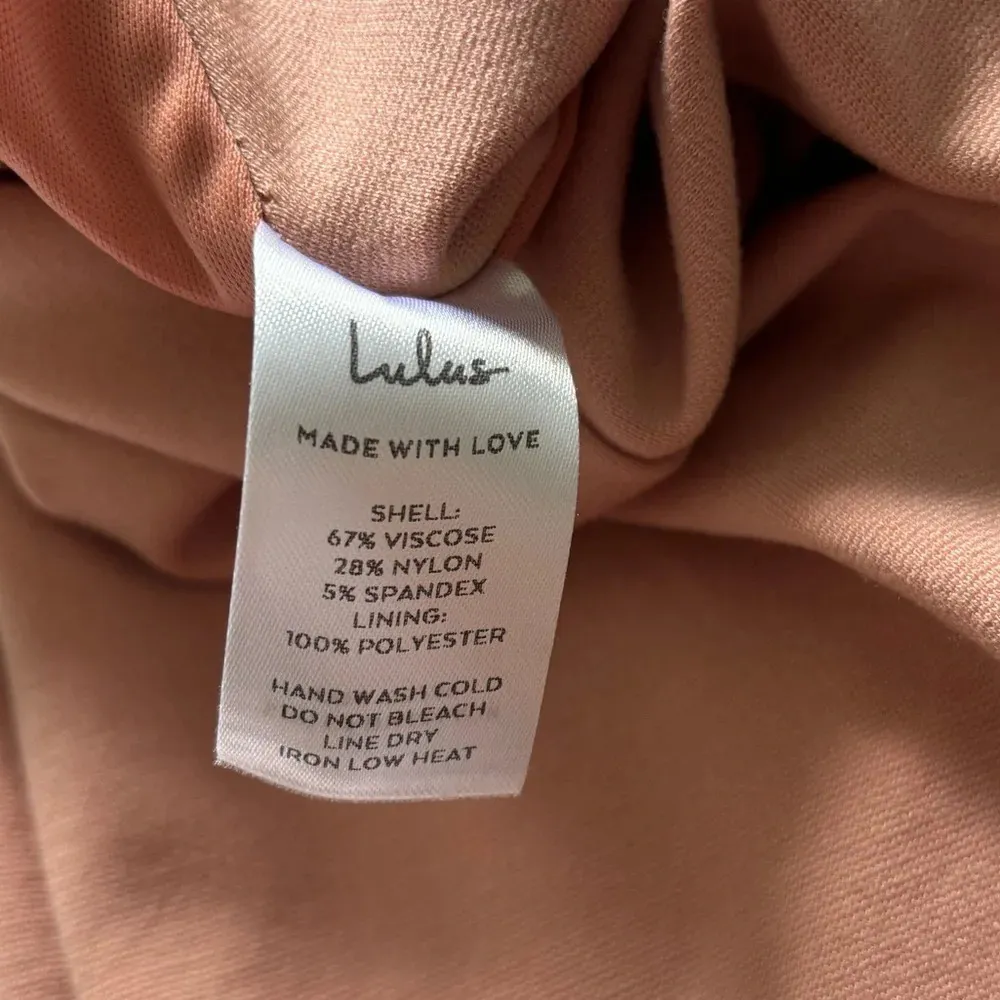 Lulus
MADE WITH LOVE
SHELL:
67% VISCOSE
28% NYLON
5% SPANDEX
LINING:
100% POLYESTER
HAND WASH COLD
DO NOT BLEACH
LINE DRY
IRON LOW HEAT